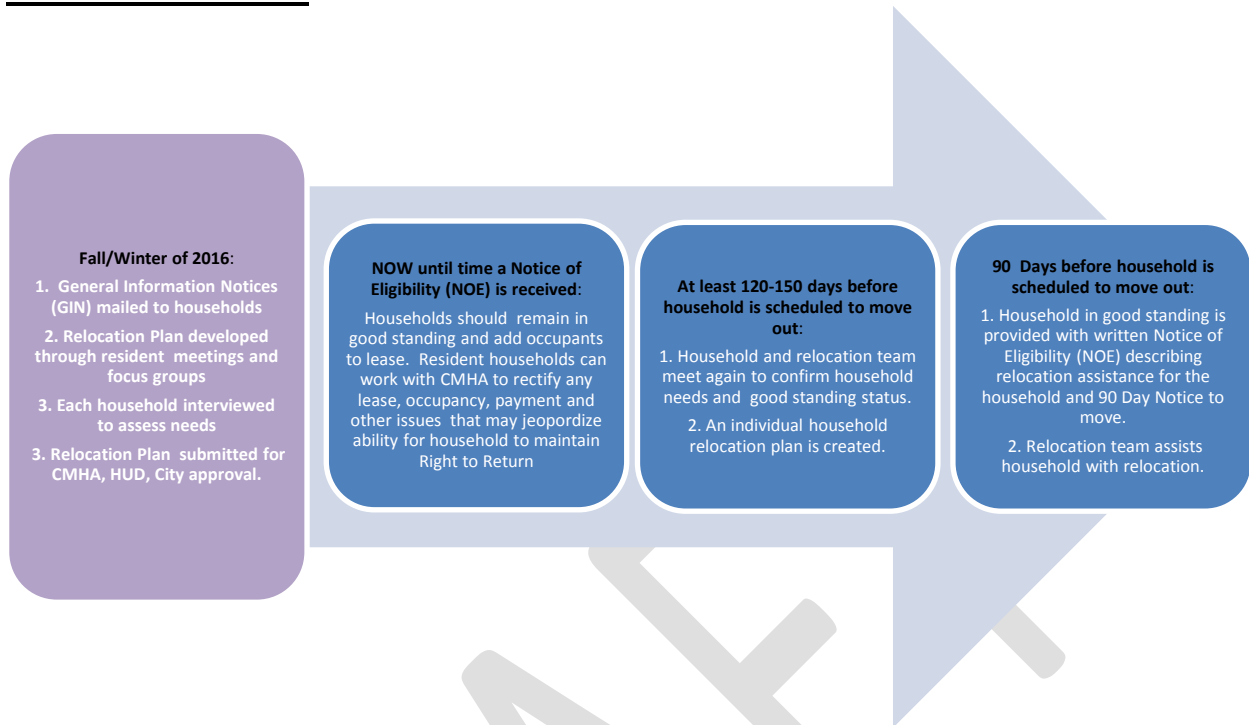 Fall/Winter of 2016:
1. General Information Notices
(GIN) mailed to households
2. Relocation Plan developed
through resident meetings and
focus groups
3. Each household interviewed
to assess needs
3. Relocation Plan submitted for
CMHA, HUD, City approval.
NOW until time a Notice of
Eligibility (NOE) is received:
Households should remain in
good standing and add occupants
to lease. Resident households can
work with CMHA to rectify any
lease, occupancy, payment and
other issues that may jeopordize
ability for household to maintain
Right to Return
At least 120-150 days before
household is scheduled to move
out:
1. Household and relocation team
meet again to confirm household
needs and good standing status.
2. An individual household
relocation plan is created.
90 Days before household is
scheduled to move out:
1. Household in good standing is
provided with written Notice of
Eligibility (NOE) describing
relocation assistance for the
household and 90 Day Notice to
move.
2. Relocation team assists
household with relocation.